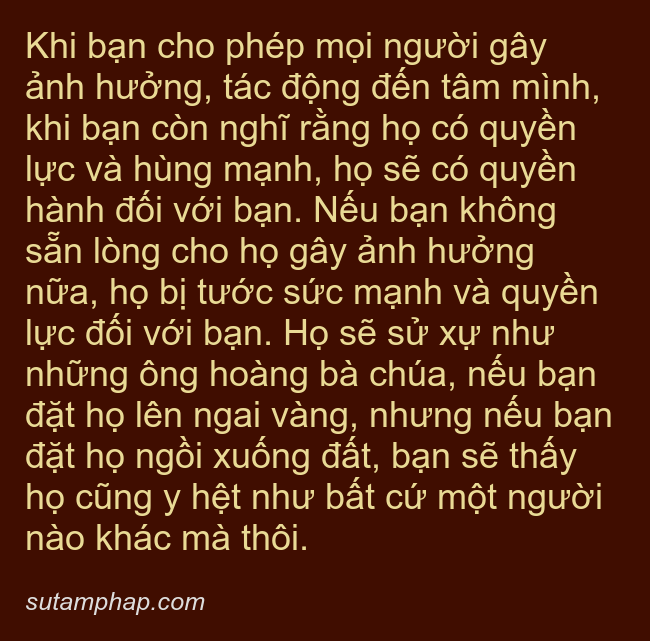 Khi bạn cho phép mọi người gây
ảnh hưởng, tác động đến tâm mình,
khi bạn còn nghĩ rằng họ có quyền
lực và hùng mạnh, họ sẽ có quyền
hành đối với bạn. Nếu bạn không
sẵn lòng cho họ gây ảnh hưởng
nữa, họ bị tước sức mạnh và quyền
lực đối với bạn. Họ sẽ sử xự như
những ông hoàng bà chúa, nếu bạn
đặt họ lên ngai vàng, nhưng nếu bạn
đặt họ ngồi xuống đất, bạn sẽ thấy
họ cũng y hệt như bất cứ một người
nào khác mà thôi.
sutamphap.com